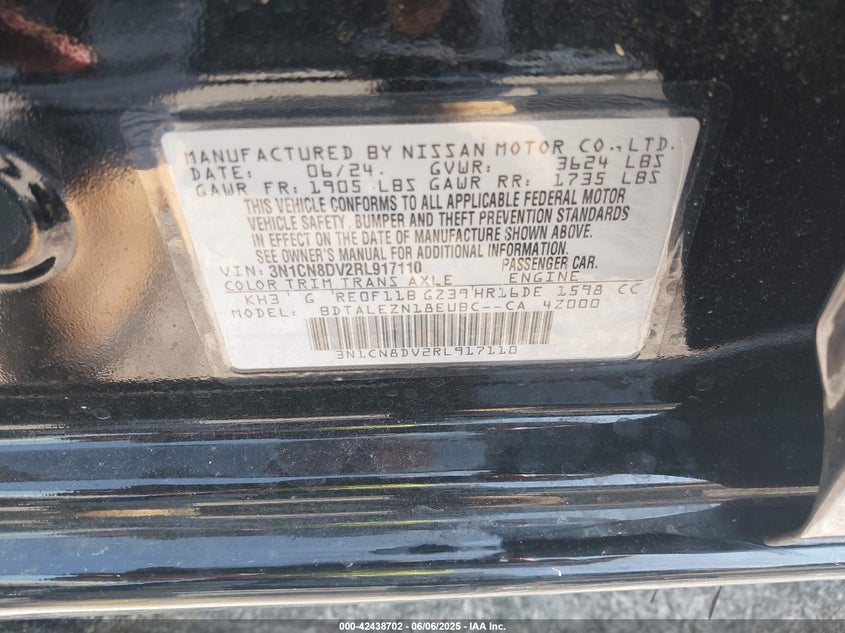 MANUFACTURED BY NISSAN MOTOR CO.,LTD.
DATE: 06/24. GVWR: 3624 LBS
GAWR FR: 1905 LBS GAWR RR: 1735 LBS
THIS VEHICLE CONFORMS TO ALL APPLICABLE FEDERAL MOTOR
VEHICLE SAFETY, BUMPER AND THEFT PREVENTION STANDARDS
IN EFFECT ON THE DATE OF MANUFACTURE SHOWN ABOVE.
SEE OWNER'S MANUAL FOR ADDITIONAL INFORMATION.
VIN: 3N1CN8DV2RL917110 PASSENGER CAR.
COLOR TRIM TRANS AXLE ENGINE
KH3 G RE0F11B GZ39 HR16DE 1598 CC
MODEL: BDTALEZN18EUBC--CA 4Z000
3N1CN8DV2RL917110
000-42438702 - 06/06/2025 - IAA Inc.